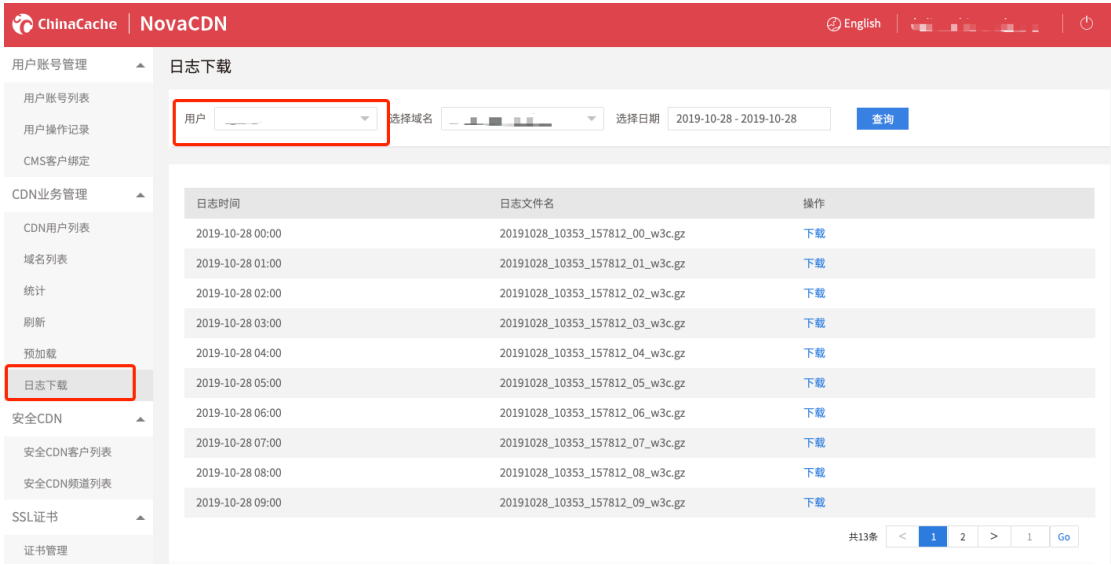 ChinaCache | NovaCDN
English
用户账号管理
用户账号列表
用户操作记录
CMS客户绑定
CDN业务管理
CDN用户列表
域名列表
统计
刷新
预加载
日志下载
安全CDN
安全CDN客户列表
安全CDN频道列表
SSL证书
证书管理
日志下载
用户 选择域名 选择日期 2019-10-28 - 2019-10-28 查询
日志时间 日志文件名 操作
2019-10-28 00:00 20191028_10353_157812_00_w3c.gz 下载
2019-10-28 01:00 20191028_10353_157812_01_w3c.gz 下载
2019-10-28 02:00 20191028_10353_157812_02_w3c.gz 下载
2019-10-28 03:00 20191028_10353_157812_03_w3c.gz 下载
2019-10-28 04:00 20191028_10353_157812_04_w3c.gz 下载
2019-10-28 05:00 20191028_10353_157812_05_w3c.gz 下载
2019-10-28 06:00 20191028_10353_157812_06_w3c.gz 下载
2019-10-28 07:00 20191028_10353_157812_07_w3c.gz 下载
2019-10-28 08:00 20191028_10353_157812_08_w3c.gz 下载
2019-10-28 09:00 20191028_10353_157812_09_w3c.gz 下载
共13条 < 1 2 > 1 Go